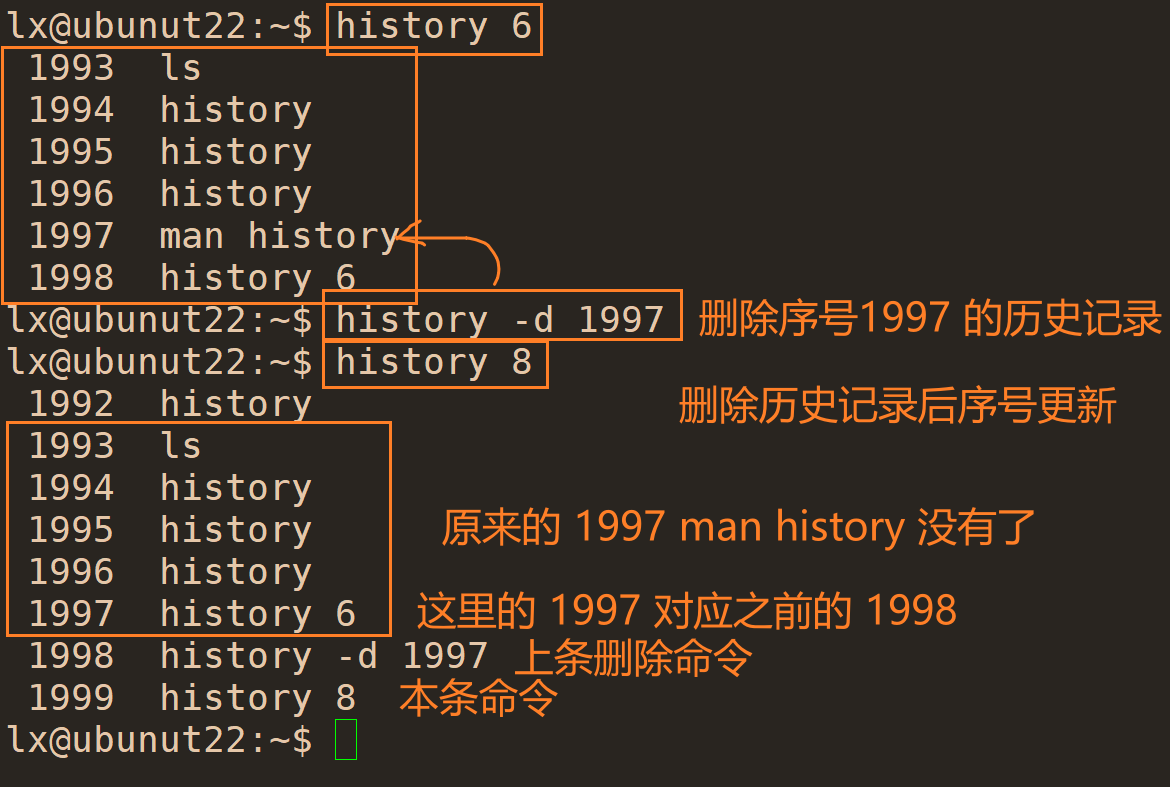 lx@ubunut22:~$ history 6
1993 ls
1994 history
1995 history
1996 history
1997 man history
1998 history 6
lx@ubunut22:~$ history -d 1997 删除序号1997 的历史记录
lx@ubunut22:~$ history 8
1992 history 删除历史记录后序号更新
1993 ls
1994 history
1995 history 原来的 1997 man history 没有了
1996 history
1997 history 6 这里的 1997 对应之前的 1998
1998 history -d 1997 上条删除命令
1999 history 8 本条命令
lx@ubunut22:~$